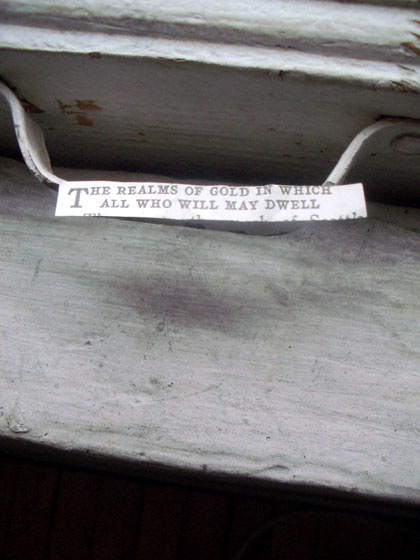 THE REALMS OF GOLD IN WHICH
ALL WHO WILL MAY DWELL